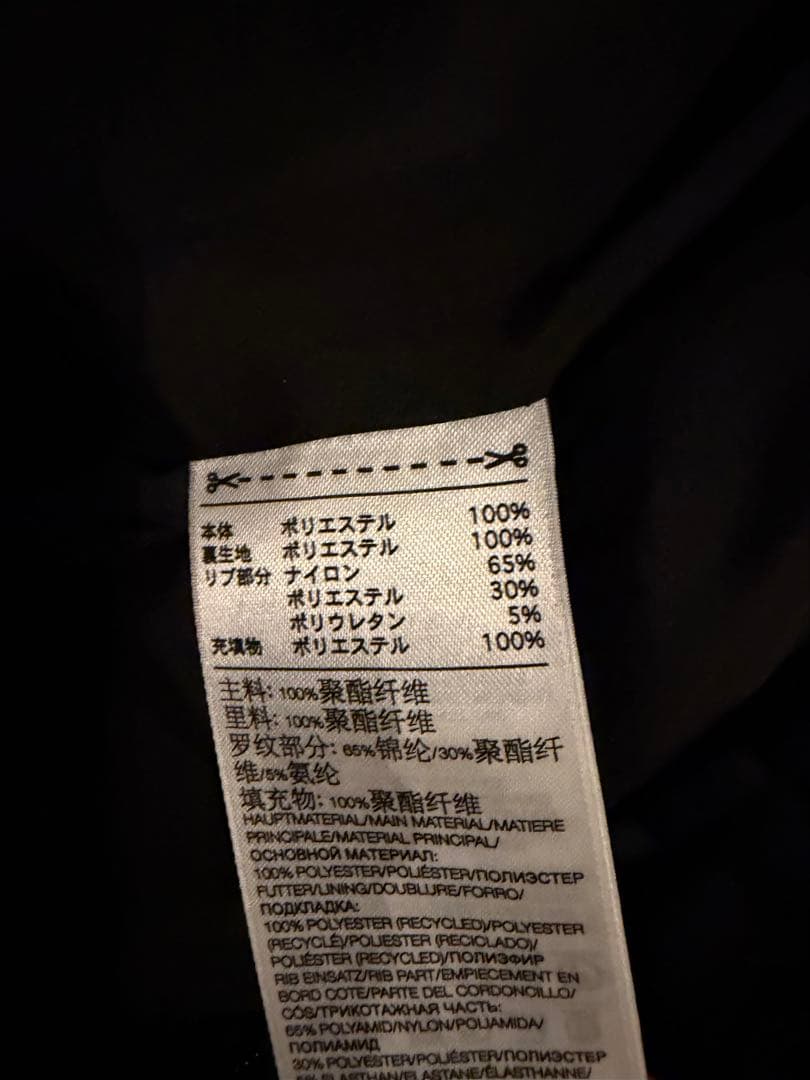 本体 ポリエステル 100%
裏生地 ポリエステル 100%
リブ部分 ナイロン 65%
ポリエステル 30%
ポリウレタン 5%
充填物 ポリエステル 100%
主料: 100%聚酯纤维
里料: 100%聚酯纤维
罗纹部分: 65%锦纶/30%聚酯纤
维/5%氨纶
填充物: 100%聚酯纤维
HAUPTMATERIAL/MAIN MATERIAL/MATIERE
PRINCIPALE/MATERIAL PRINCIPAL/
ОСНОВНОЙ МАТЕРИАЛ:
100% POLYESTER/POLIÉSTER/ПОЛИЭСТЕР
FUTTER/LINING/DOUBLURE/FORRO/
ПОДКЛАДКА:
100% POLYESTER (RECYCLED)/POLYESTER
(RECYCLÉ)/POLIESTER (RECICLADO)/
POLIÉSTER (RECYCLED)/ПОЛИЭФИР
RIB EINSATZ/RIB PART/EMPIECEMENT EN
BORD COTE/PARTE DEL CORDONCILLO/
CÓS/ТРИКОТАЖНАЯ ЧАСТЬ:
65% POLYAMID/NYLON/POLIAMIDA/
ПОЛИАМИД
30% POLYESTER/POLIÉSTER/ПОЛИЭСТЕР
5% ELASTHAN/ELASTANE/ÉLASTHANNE/